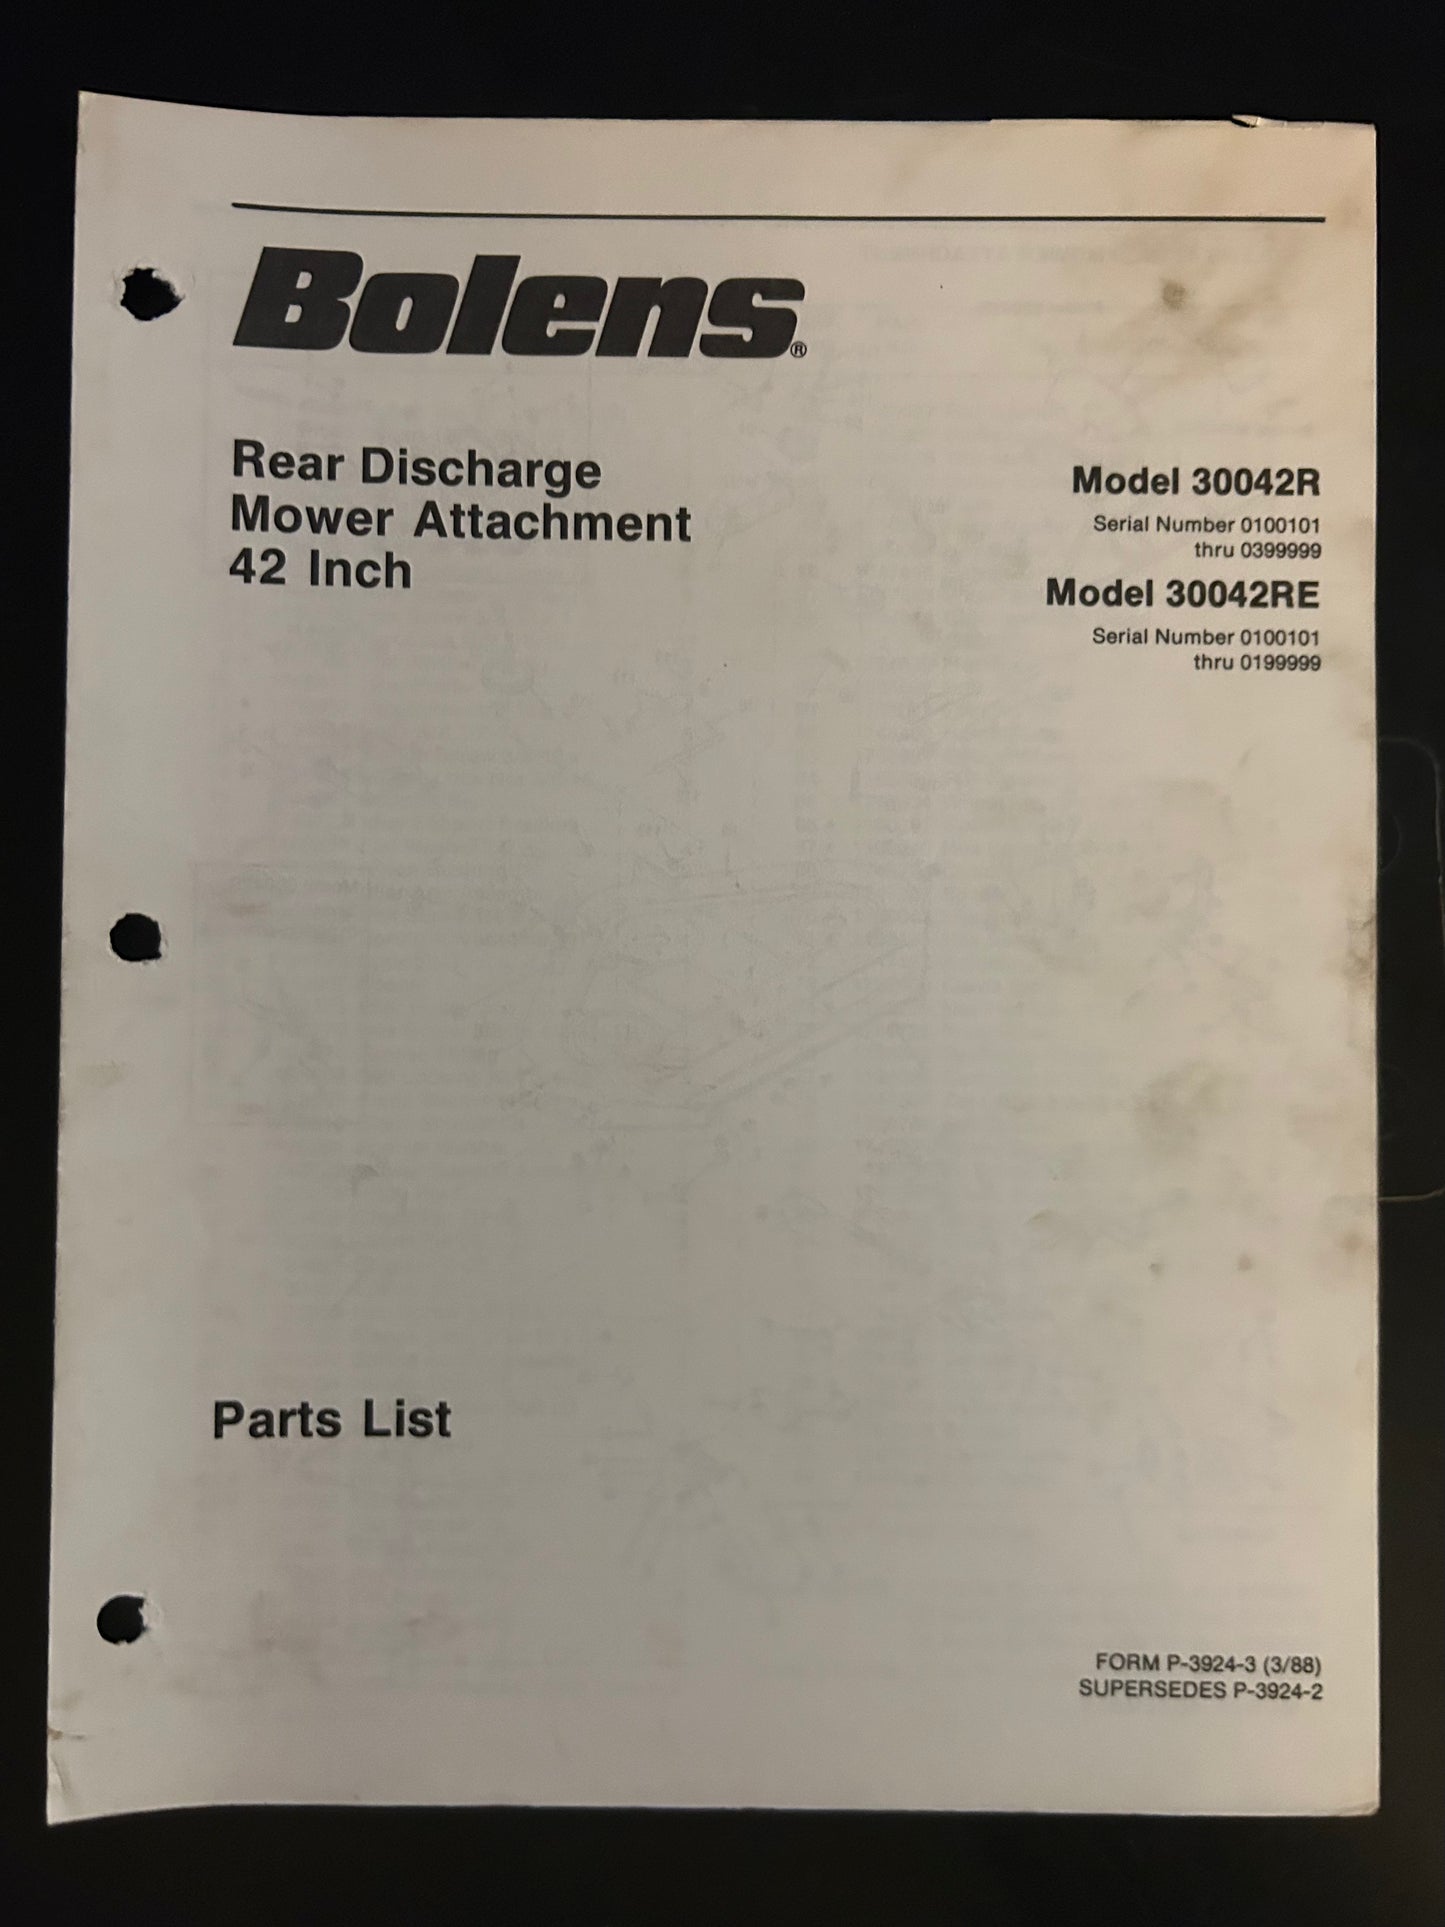 Bolens®
Rear Discharge
Mower Attachment
42 Inch
Model 30042R
Serial Number 0100101
thru 0399999
Model 30042RE
Serial Number 0100101
thru 0199999
Parts List
FORM P-3924-3 (3/88)
SUPERSEDES P-3924-2